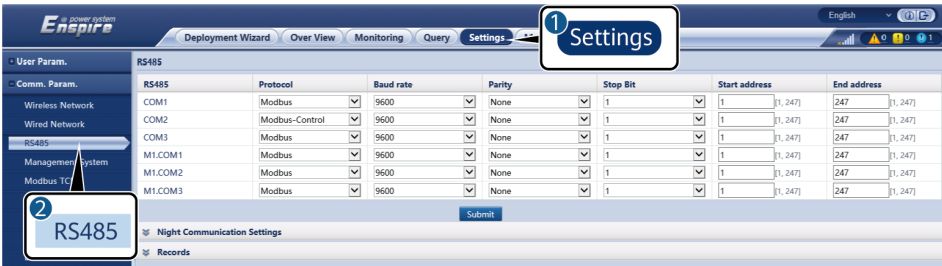 @ power system
Enspire
English
Deployment Wizard Over View Monitoring Query Settings
1
Settings
0 0 1
User Param.
Comm. Param.
Wireless Network
Wired Network
RS485
Management System
Modbus TC
2
RS485
RS485
RS485 Protocol Baud rate Parity Stop Bit Start address End address
COM1 Modbus 9600 None 1 1 [1, 247] 247 [1, 247]
COM2 Modbus-Control 9600 None 1 1 [1, 247] 247 [1, 247]
COM3 Modbus 9600 None 1 1 [1, 247] 247 [1, 247]
M1.COM1 Modbus 9600 None 1 1 [1, 247] 247 [1, 247]
M1.COM2 Modbus 9600 None 1 1 [1, 247] 247 [1, 247]
M1.COM3 Modbus 9600 None 1 1 [1, 247] 247 [1, 247]
Submit
Night Communication Settings
Records